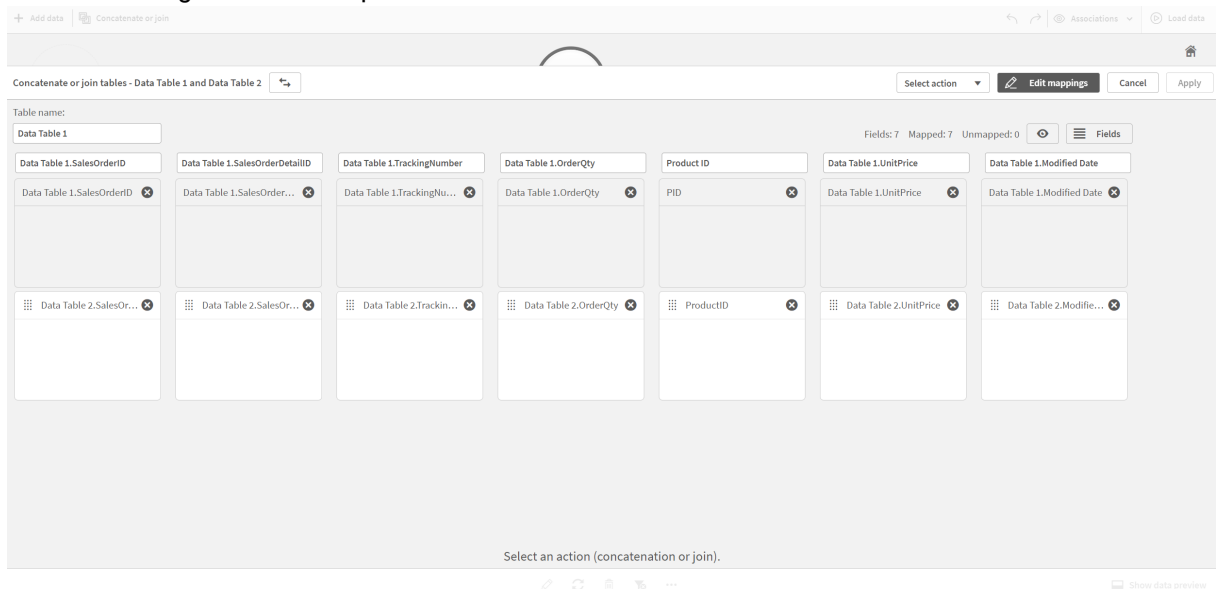 Add data Concatenate or join Associations Load data
Concatenate or join tables - Data Table 1 and Data Table 2 Select action Edit mappings Cancel Apply
Table name:
Data Table 1 Fields: 7 Mapped: 7 Unmapped: 0 Fields
Data Table 1.SalesOrderID Data Table 1.SalesOrderDetailID Data Table 1.TrackingNumber Data Table 1.OrderQty Product ID Data Table 1.UnitPrice Data Table 1.Modified Date
Data Table 1.SalesOrderID Data Table 1.SalesOrder... Data Table 1.TrackingNu... Data Table 1.OrderQty PID Data Table 1.UnitPrice Data Table 1.Modified Date
Data Table 2.SalesOr... Data Table 2.SalesOr... Data Table 2.Trackin... Data Table 2.OrderQty ProductID Data Table 2.UnitPrice Data Table 2.Modifie...
Select an action (concatenation or join).
Show data preview